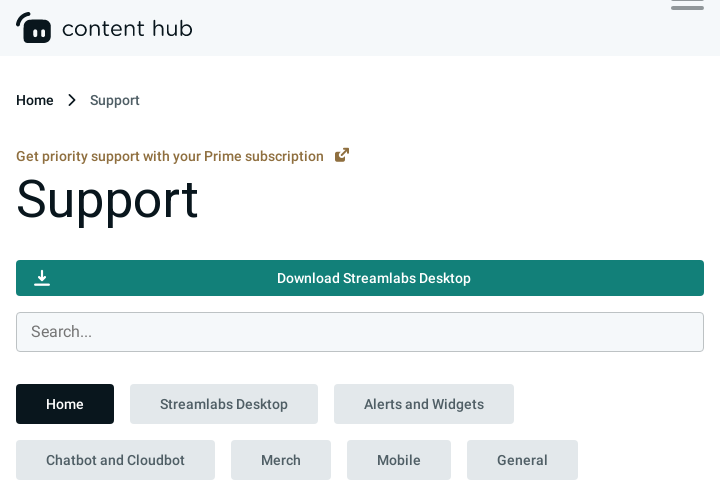 content hub
Home
Support
Get priority support with your Prime subscription
Support
Download Streamlabs Desktop
Search...
Home
Streamlabs Desktop
Alerts and Widgets
Chatbot and Cloudbot
Merch
Mobile
General